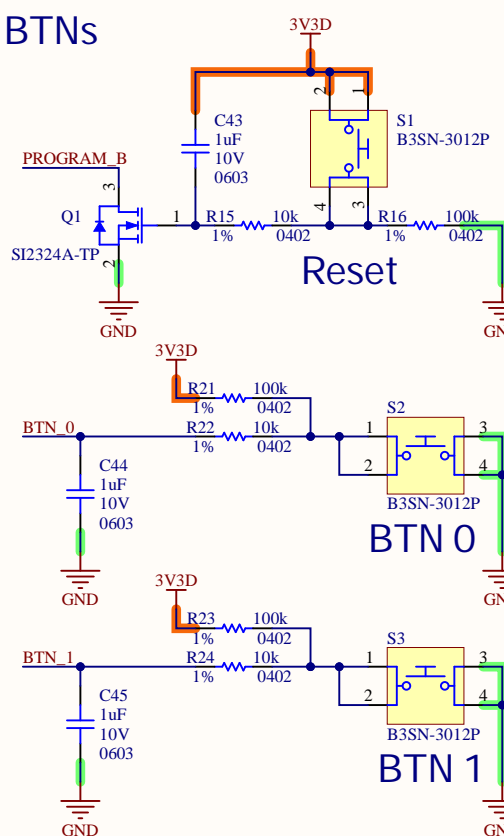 BTNs
3V3D
C43
1uF
10V
0603
2
1
S1
B3SN-3012P
PROGRAM_B
3
Q1
1
R15
10k
4
3
R16
100k
1%
0402
1%
0402
SI2324A-TP
2
Reset
GND
GN
3V3D
R21
100k
1%
0402
BTN_0
R22
10k
1%
0402
S2
1
3
2
4
B3SN-3012P
C44
1uF
10V
0603
BTN 0
GND
GN
3V3D
R23
100k
1%
0402
BTN_1
R24
10k
1%
0402
S3
1
3
2
4
B3SN-3012P
C45
1uF
10V
0603
BTN 1
GND
GN